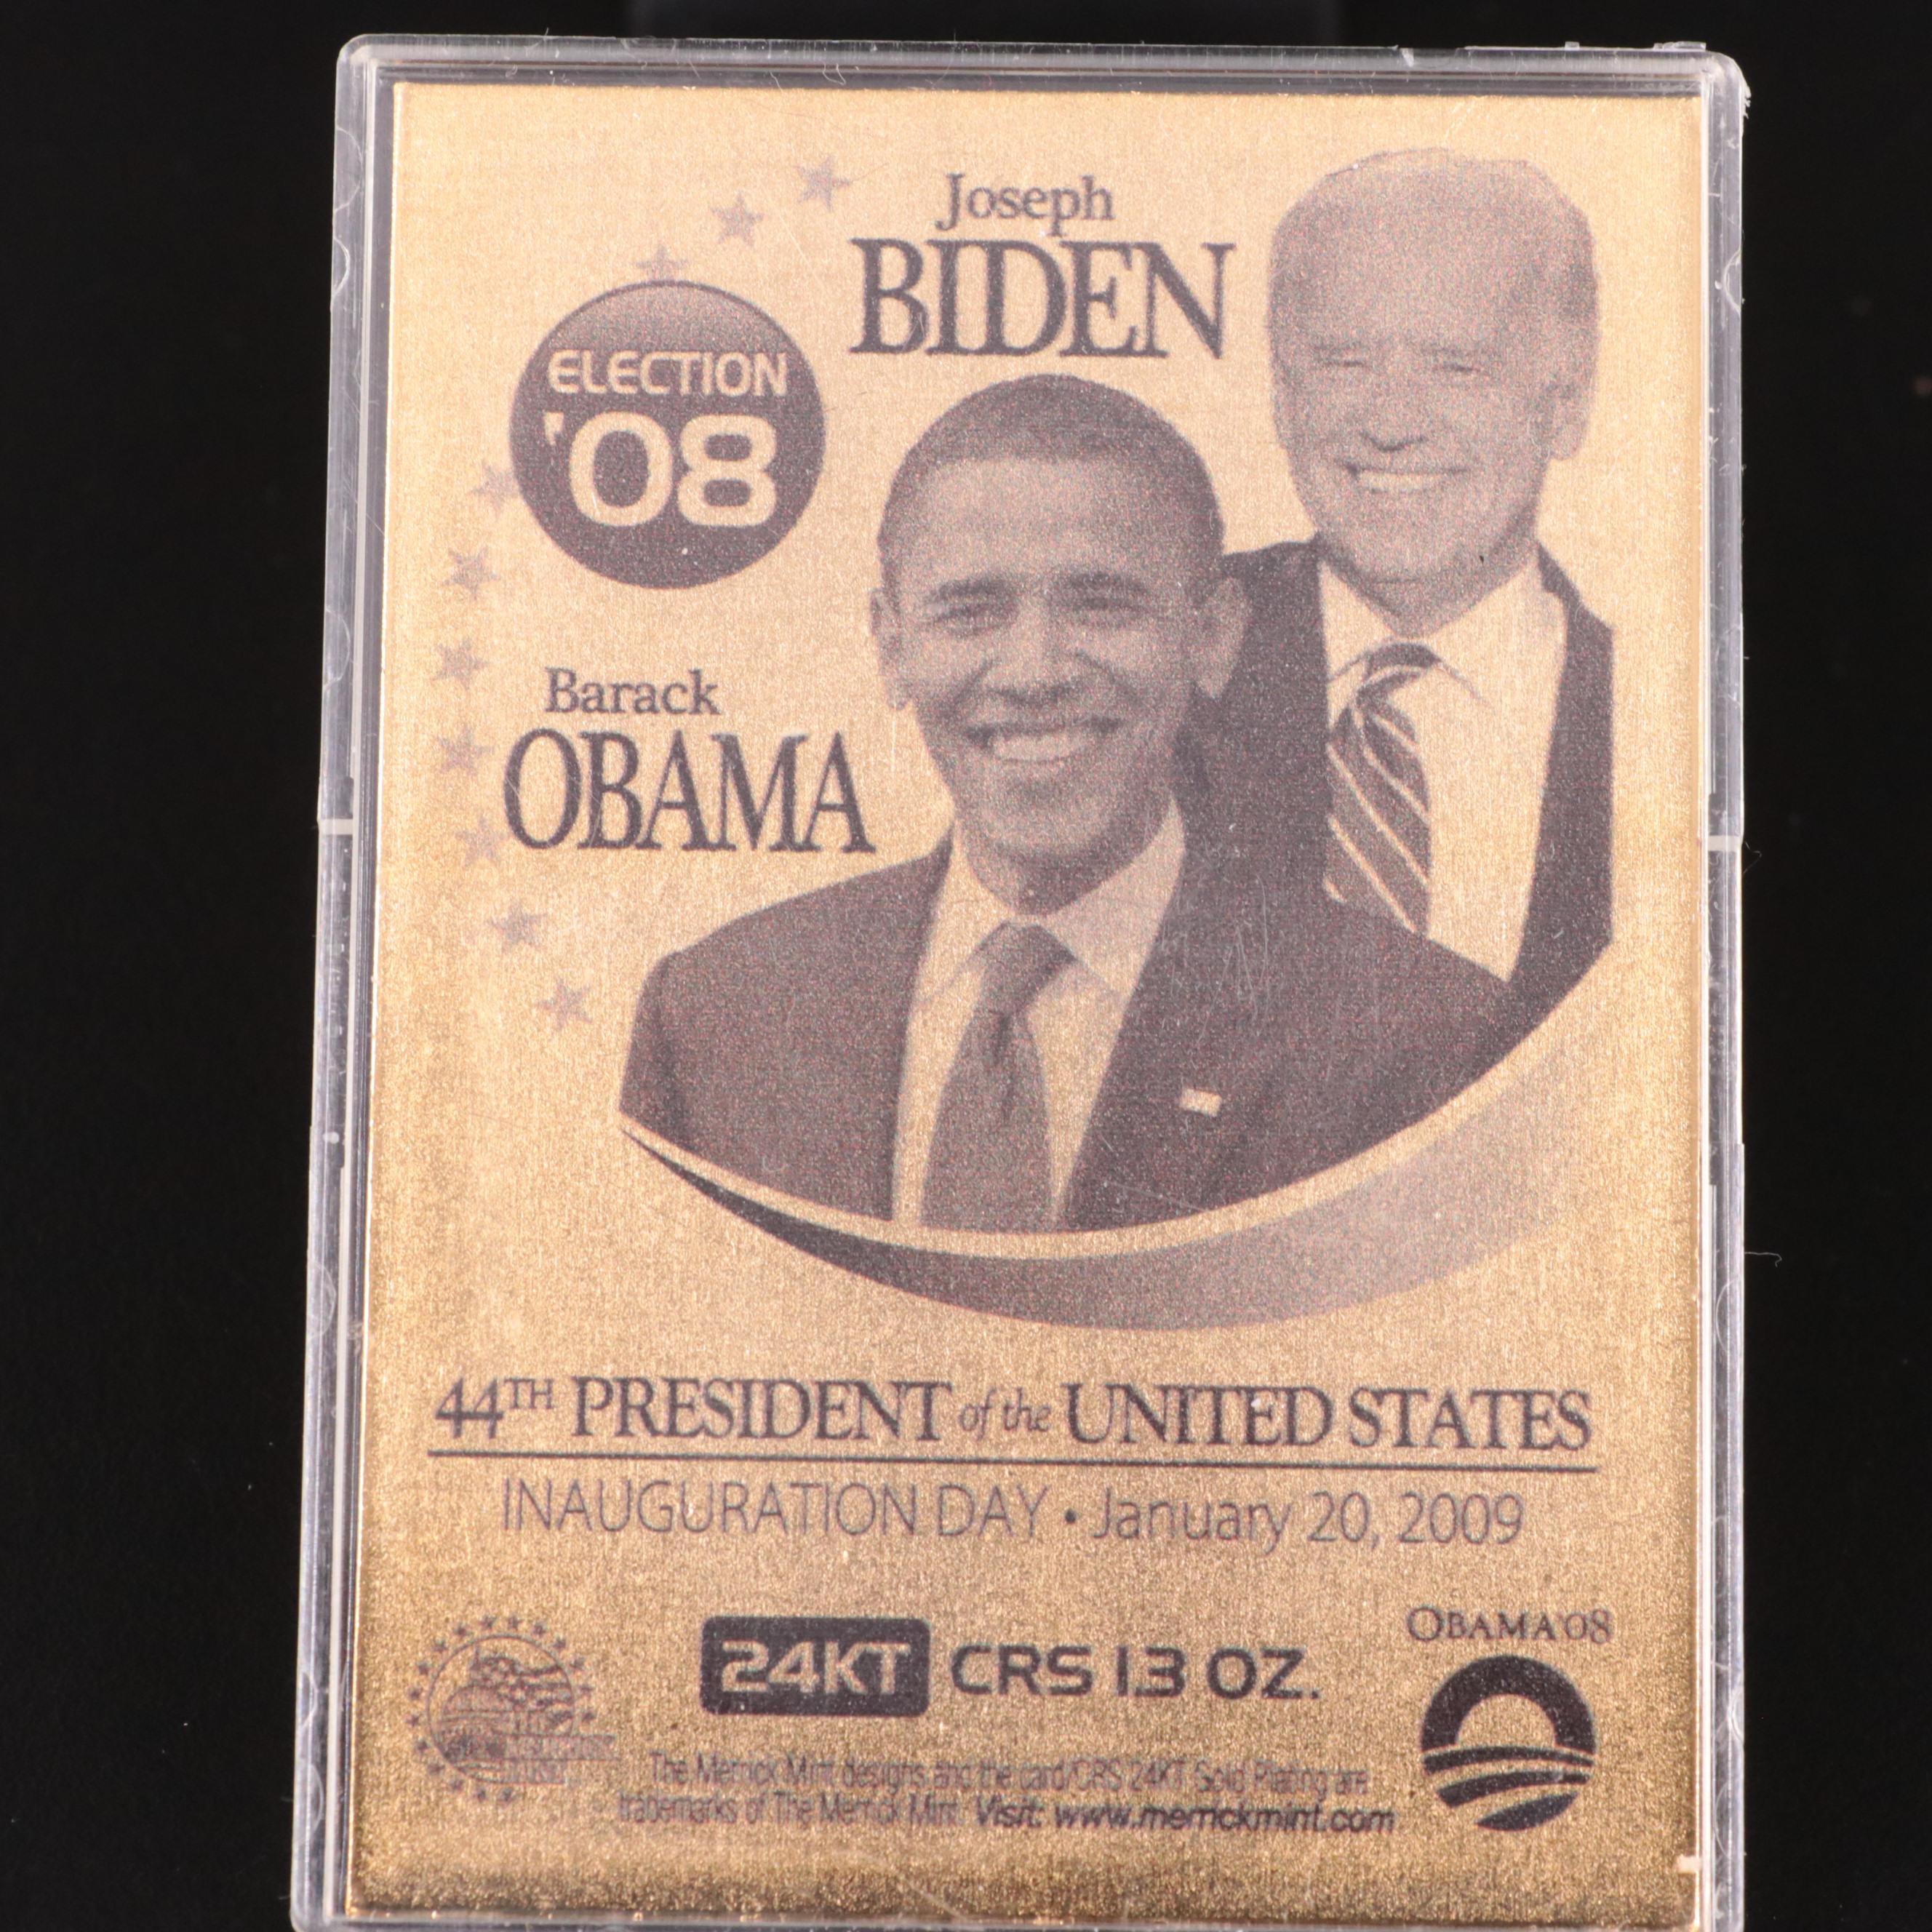 Joseph
BIDEN
ELECTION
'08
Barack
OBAMA
44TH PRESIDENT of the UNITED STATES
INAUGURATION DAY • January 20, 2009
OBAMA'08
24KT CRS 1.3 OZ.
The Merrick Mint designs and the card/CRS 24KT Gold Plating are
trademarks of The Merrick Mint. Visit: www.merrickmint.com